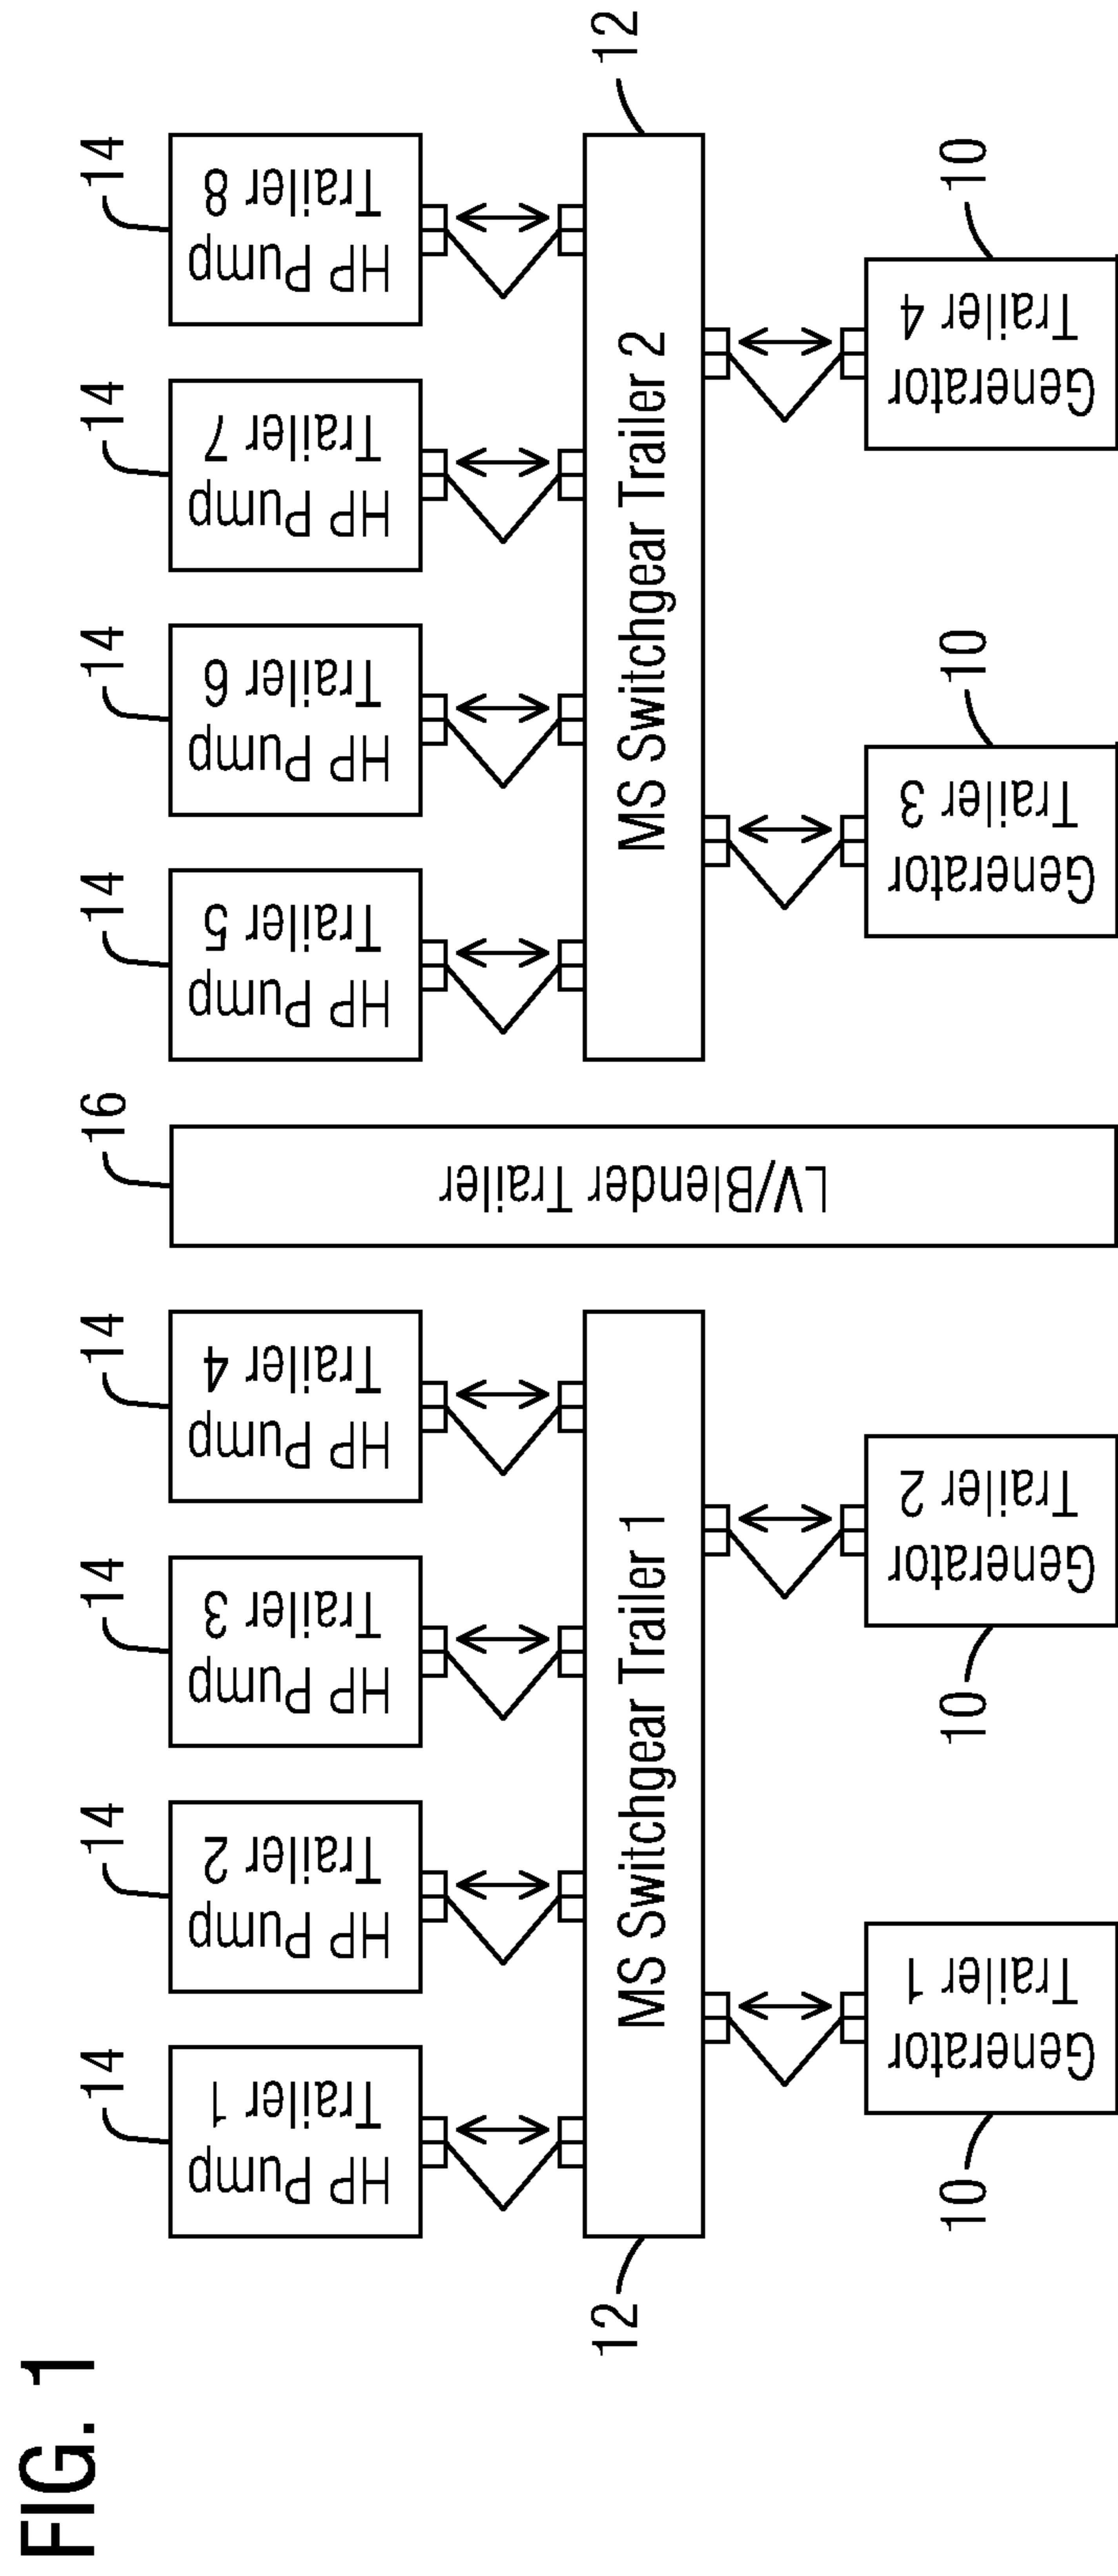 FIG. 1
14
14
14
14
16
14
14
14
14
HP Pump
Trailer 1
HP Pump
Trailer 2
HP Pump
Trailer 3
HP Pump
Trailer 4
LV/Blender Trailer
HP Pump
Trailer 5
HP Pump
Trailer 6
HP Pump
Trailer 7
HP Pump
Trailer 8
12
MS Switchgear Trailer 1
MS Switchgear Trailer 2
12
Generator
Trailer 1
Generator
Trailer 2
Generator
Trailer 3
Generator
Trailer 4
10
10
10
10